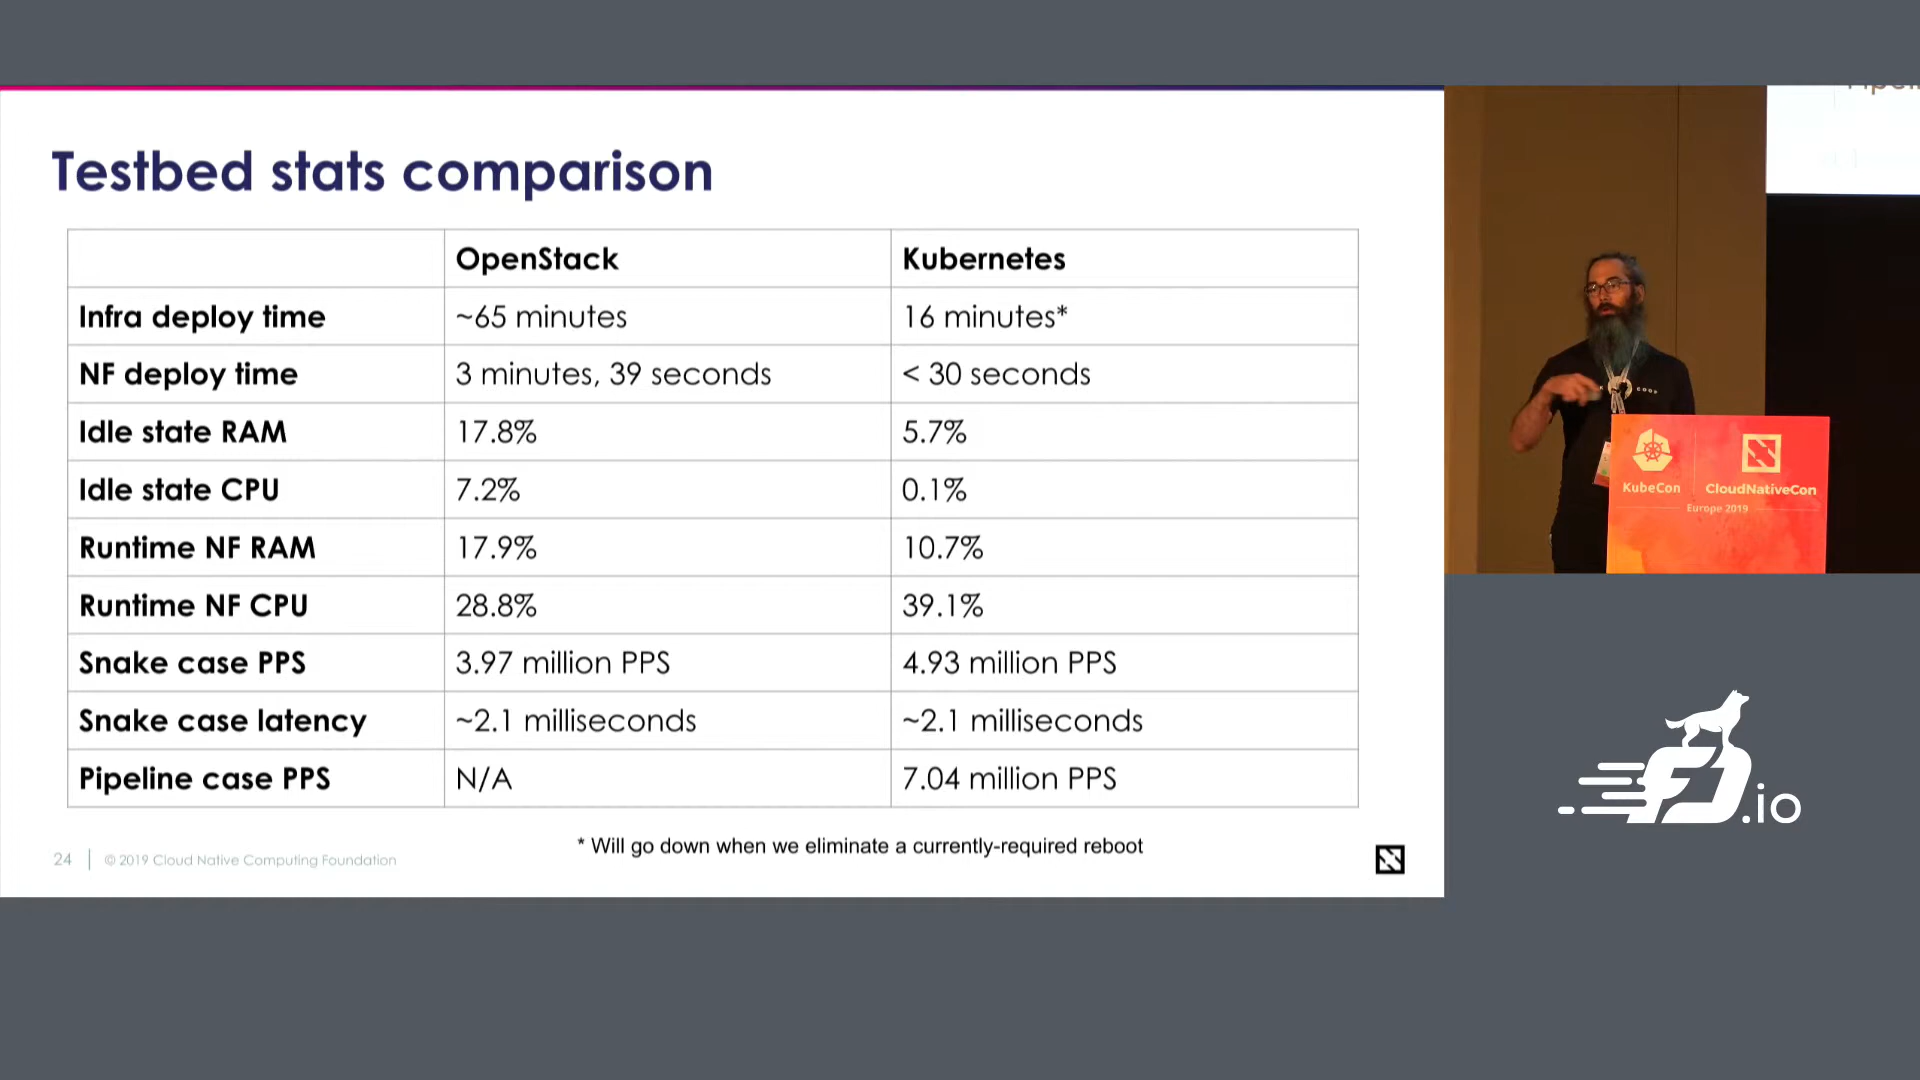 Testbed stats comparison
OpenStack Kubernetes
Infra deploy time ~65 minutes 16 minutes*
NF deploy time 3 minutes, 39 seconds < 30 seconds
Idle state RAM 17.8% 5.7%
Idle state CPU 7.2% 0.1%
Runtime NF RAM 17.9% 10.7%
Runtime NF CPU 28.8% 39.1%
Snake case PPS 3.97 million PPS 4.93 million PPS
Snake case latency ~2.1 milliseconds ~2.1 milliseconds
Pipeline case PPS N/A 7.04 million PPS
* Will go down when we eliminate a currently-required reboot
24 | © 2019 Cloud Native Computing Foundation
KubeCon CloudNativeCon
Europe 2019
FD.io